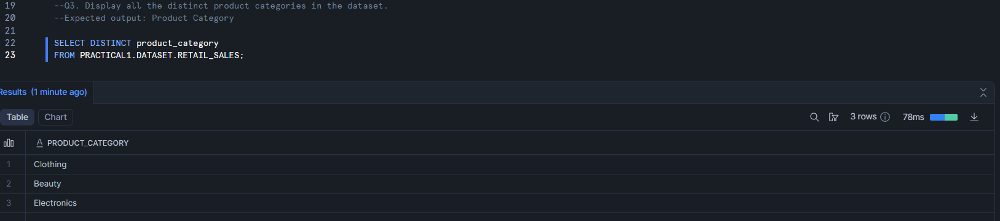 19 --Q3. Display all the distinct product categories in the dataset.
20 --Expected output: Product Category
21
22 SELECT DISTINCT product_category
23 FROM PRACTICAL1.DATASET.RETAIL_SALES;
Results (1 minute ago)
Table Chart 3 rows 78ms
A PRODUCT_CATEGORY
1 Clothing
2 Beauty
3 Electronics